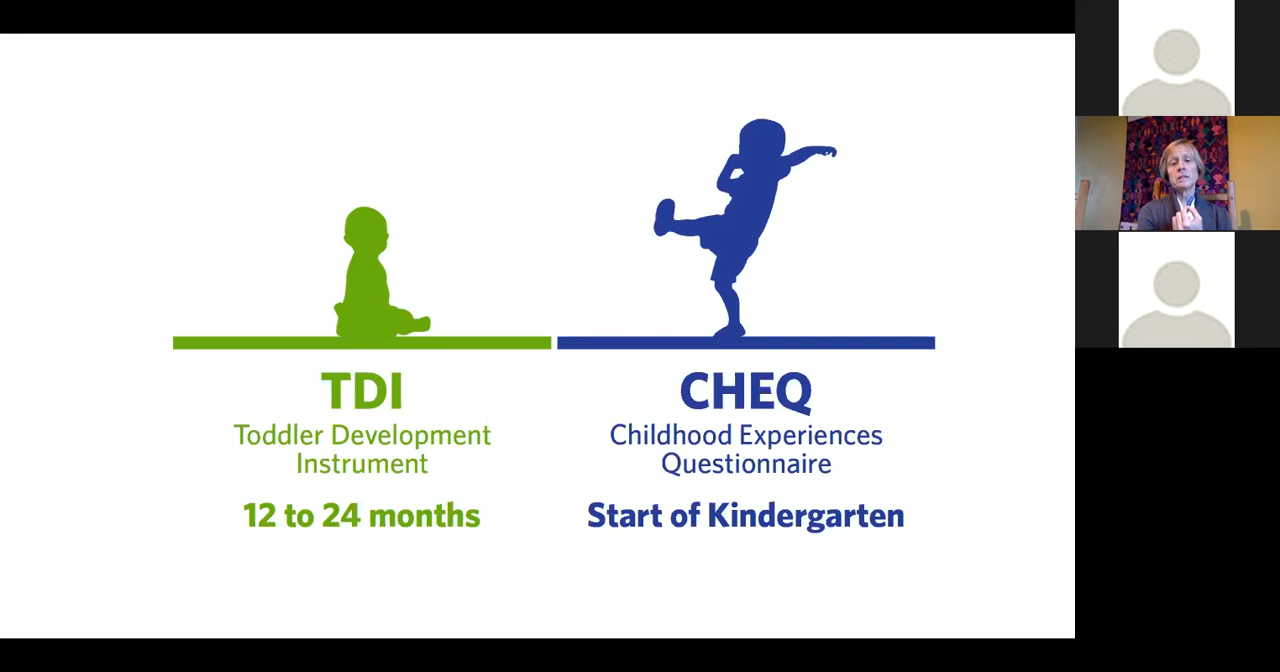 TDI
Toddler Development
Instrument
12 to 24 months
CHEQ
Childhood Experiences
Questionnaire
Start of Kindergarten